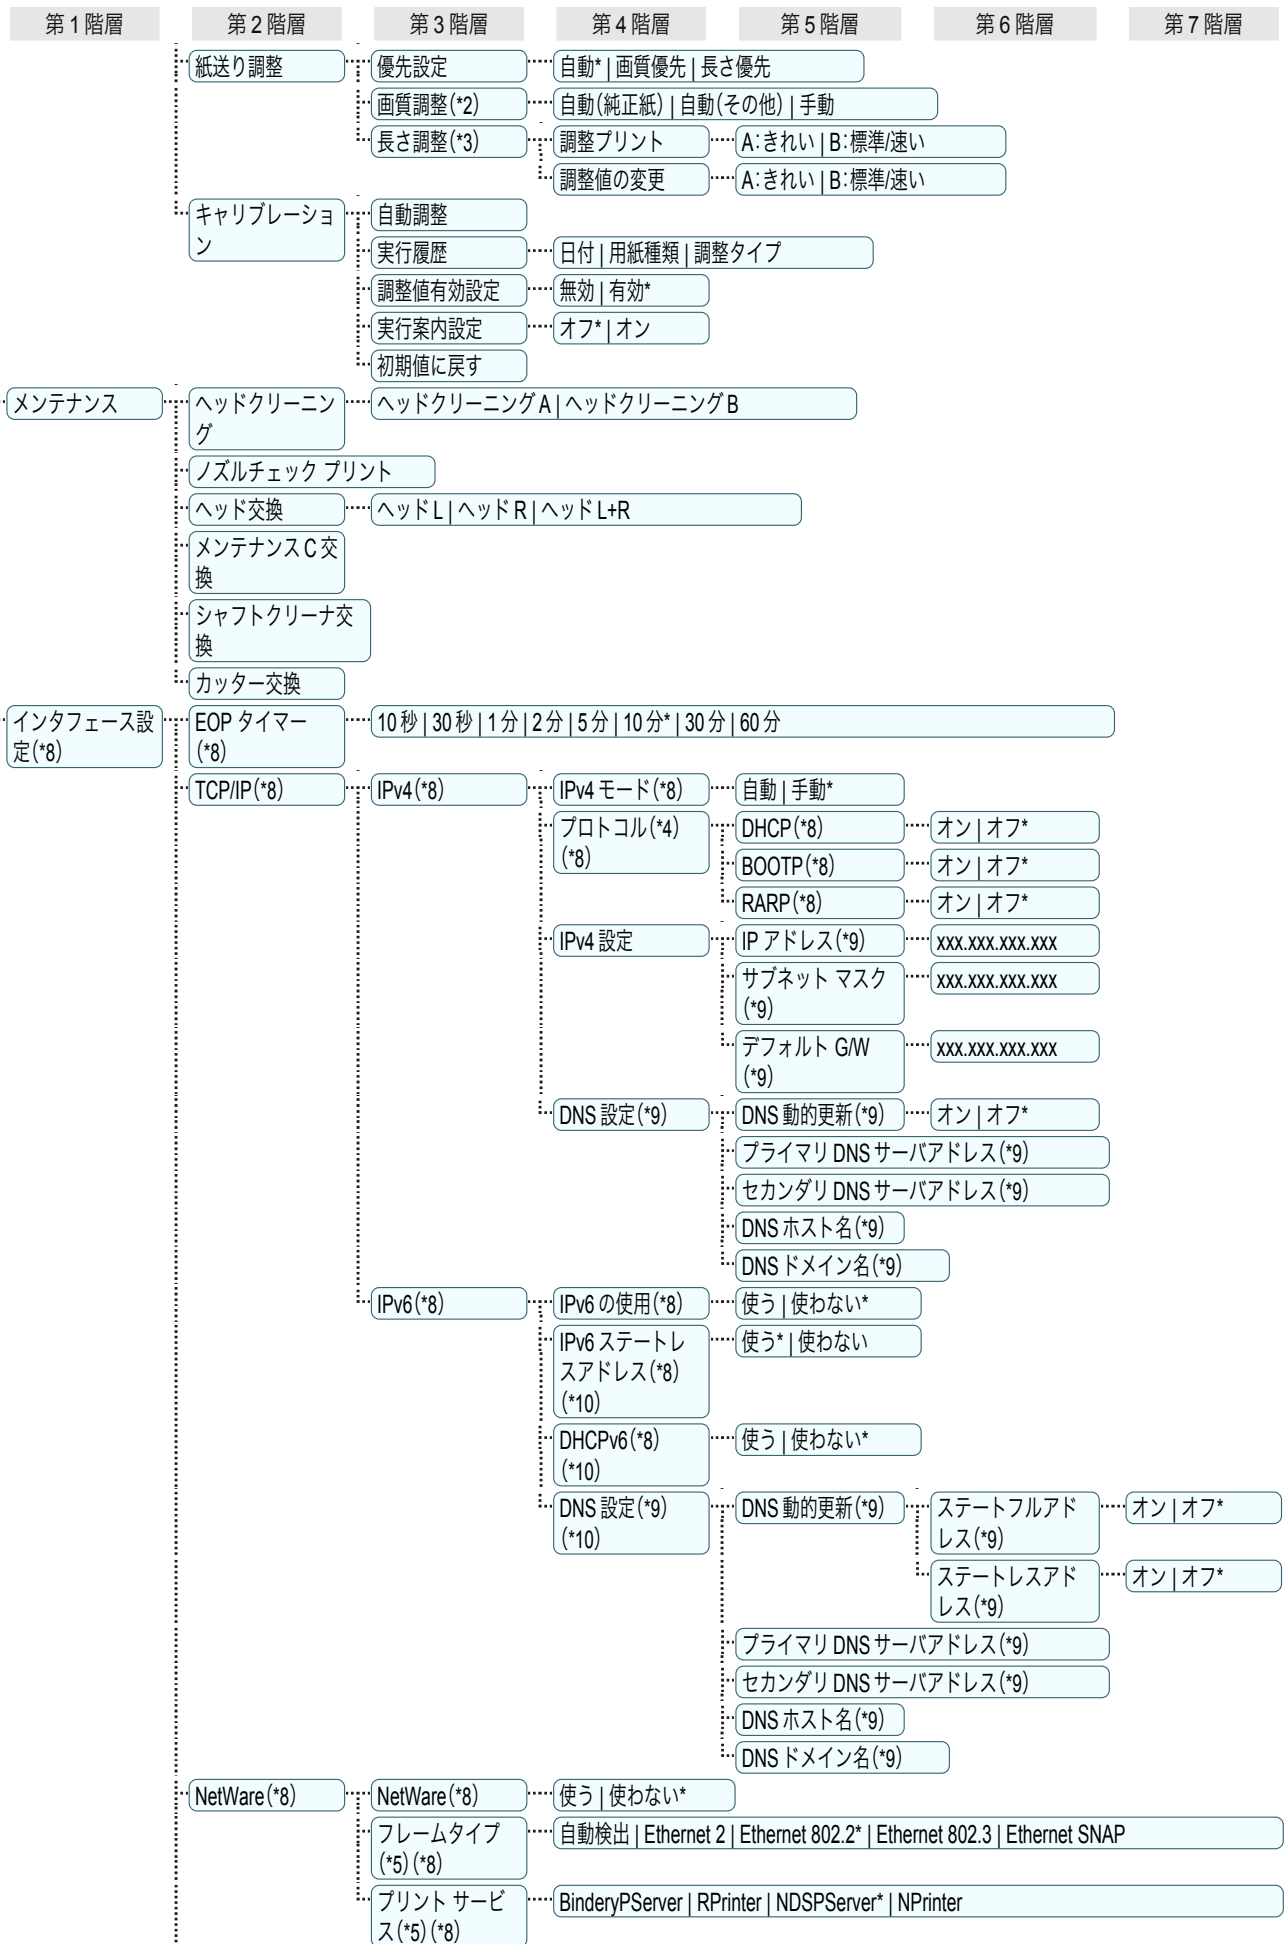 第 1 階層 第 2 階層 第 3 階層 第 4 階層 第 5 階層 第 6 階層 第 7 階層
紙送り調整 優先設定 自動* | 画質優先 | 長さ優先
画質調整(*2) 自動(純正紙) | 自動(その他) | 手動
長さ調整(*3) 調整プリント A:きれい | B:標準/速い
調整値の変更 A:きれい | B:標準/速い
キャリブレーショ
ン
自動調整
実行履歴 日付 | 用紙種類 | 調整タイプ
調整値有効設定 無効 | 有効*
実行案内設定 オフ* | オン
初期値に戻す
メンテナンス ヘッドクリーニン
グ
ヘッドクリーニング A | ヘッドクリーニング B
ノズルチェック プリント
ヘッド交換 ヘッド L | ヘッド R | ヘッド L+R
メンテナンス C 交
換
シャフトクリーナ交
換
カッター交換
インタフェース設
定(*8)
EOP タイマー
(*8)
10 秒 | 30 秒 | 1 分 | 2 分 | 5 分 | 10 分* | 30 分 | 60 分
TCP/IP(*8) IPv4(*8) IPv4 モード(*8) 自動 | 手動*
プロトコル(*4)
(*8)
DHCP(*8) オン | オフ*
BOOTP(*8) オン | オフ*
RARP(*8) オン | オフ*
IPv4 設定 IP アドレス(*9) xxx.xxx.xxx.xxx
サブネット マスク
(*9)
xxx.xxx.xxx.xxx
デフォルト G/W
(*9)
xxx.xxx.xxx.xxx
DNS 設定(*9) DNS 動的更新(*9) オン | オフ*
プライマリ DNS サーバアドレス(*9)
セカンダリ DNS サーバアドレス(*9)
DNS ホスト名(*9)
DNS ドメイン名(*9)
IPv6(*8) IPv6 の使用(*8) 使う | 使わない*
IPv6 ステートレ
スアドレス(*8)
(*10)
使う* | 使わない
DHCPv6(*8)
(*10)
使う | 使わない*
DNS 設定(*9)
(*10)
DNS 動的更新(*9) ステートフルアド
レス(*9)
オン | オフ*
ステートレスアド
レス(*9)
オン | オフ*
プライマリ DNS サーバアドレス(*9)
セカンダリ DNS サーバアドレス(*9)
DNS ホスト名(*9)
DNS ドメイン名(*9)
NetWare(*8) NetWare(*8) 使う | 使わない*
フレームタイプ
(*5)(*8)
自動検出 | Ethernet 2 | Ethernet 802.2* | Ethernet 802.3 | Ethernet SNAP
プリント サービ
ス(*5)(*8)
BinderyPServer | RPrinter | NDSPServer* | NPrinter